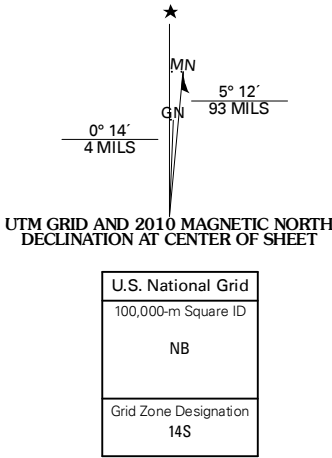 ★
MN
5° 12´
93 MILS
GN
0° 14´
4 MILS
UTM GRID AND 2010 MAGNETIC NORTH
DECLINATION AT CENTER OF SHEET
U.S. National Grid
100,000-m Square ID
NB
Grid Zone Designation
14S